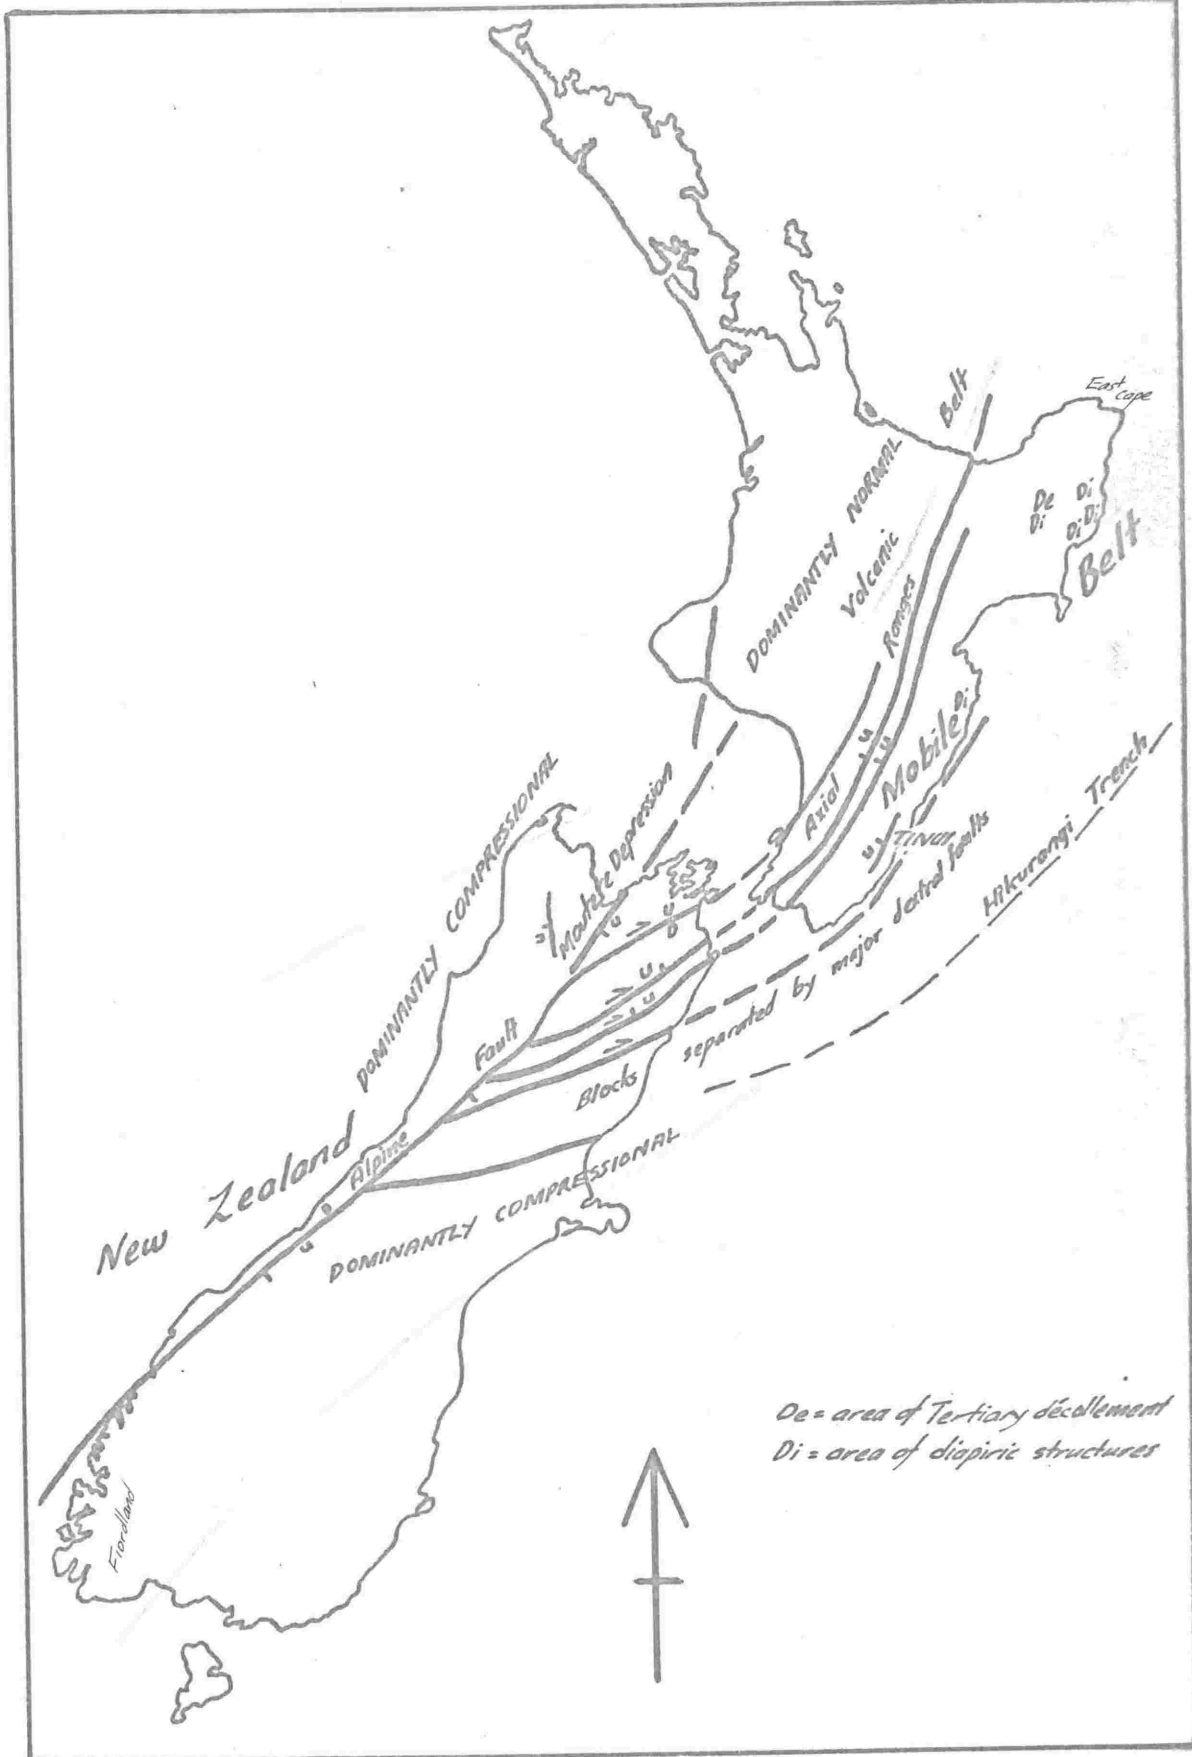 East
Cape
Belt
DOMINANTLY NORMAL
Volcanic
Ranges
De
Di
Di
Di Di
Belt
Di
Mobile
Axial
TINUI
Hikurangi Trench
DOMINANTLY COMPRESSIONAL
Moutere Depression
U
U
U
U
U
D
U
U
U
Fault
separated by major dextral faults
Blocks
Alpine
New Zealand
DOMINANTLY COMPRESSIONAL
D
U
De = area of Tertiary décollement
Di = area of diapiric structures
Fiordland